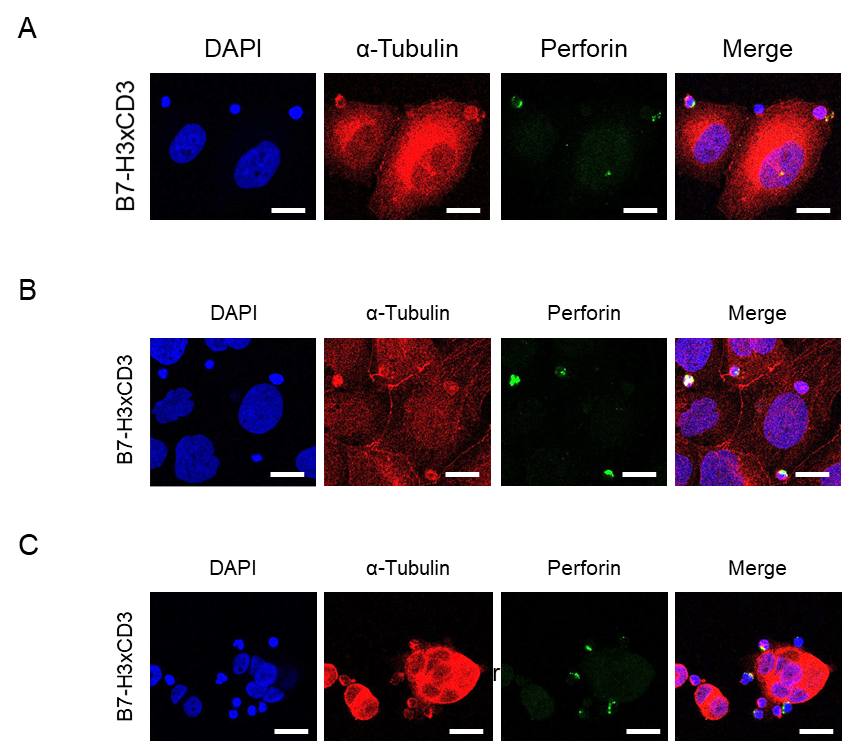 A
DAPI α-Tubulin Perforin Merge
B7-H3xCD3
B
DAPI α-Tubulin Perforin Merge
B7-H3xCD3
C
DAPI α-Tubulin Perforin Merge
B7-H3xCD3
r